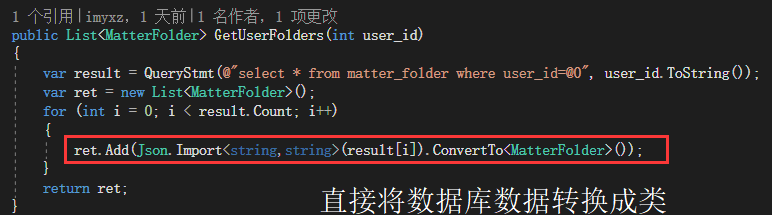 1 个引用|imyxz，1 天前|1 名作者，1 项更改
public List<MatterFolder> GetUserFolders(int user_id)
{
var result = QueryStmt(@"select * from matter_folder where user_id=@0", user_id.ToString());
var ret = new List<MatterFolder>();
for (int i = 0; i < result.Count; i++)
{
ret.Add(Json.Import<string,string>(result[i]).ConvertTo<MatterFolder>());
}
return ret;
直接将数据库数据转换成类
}